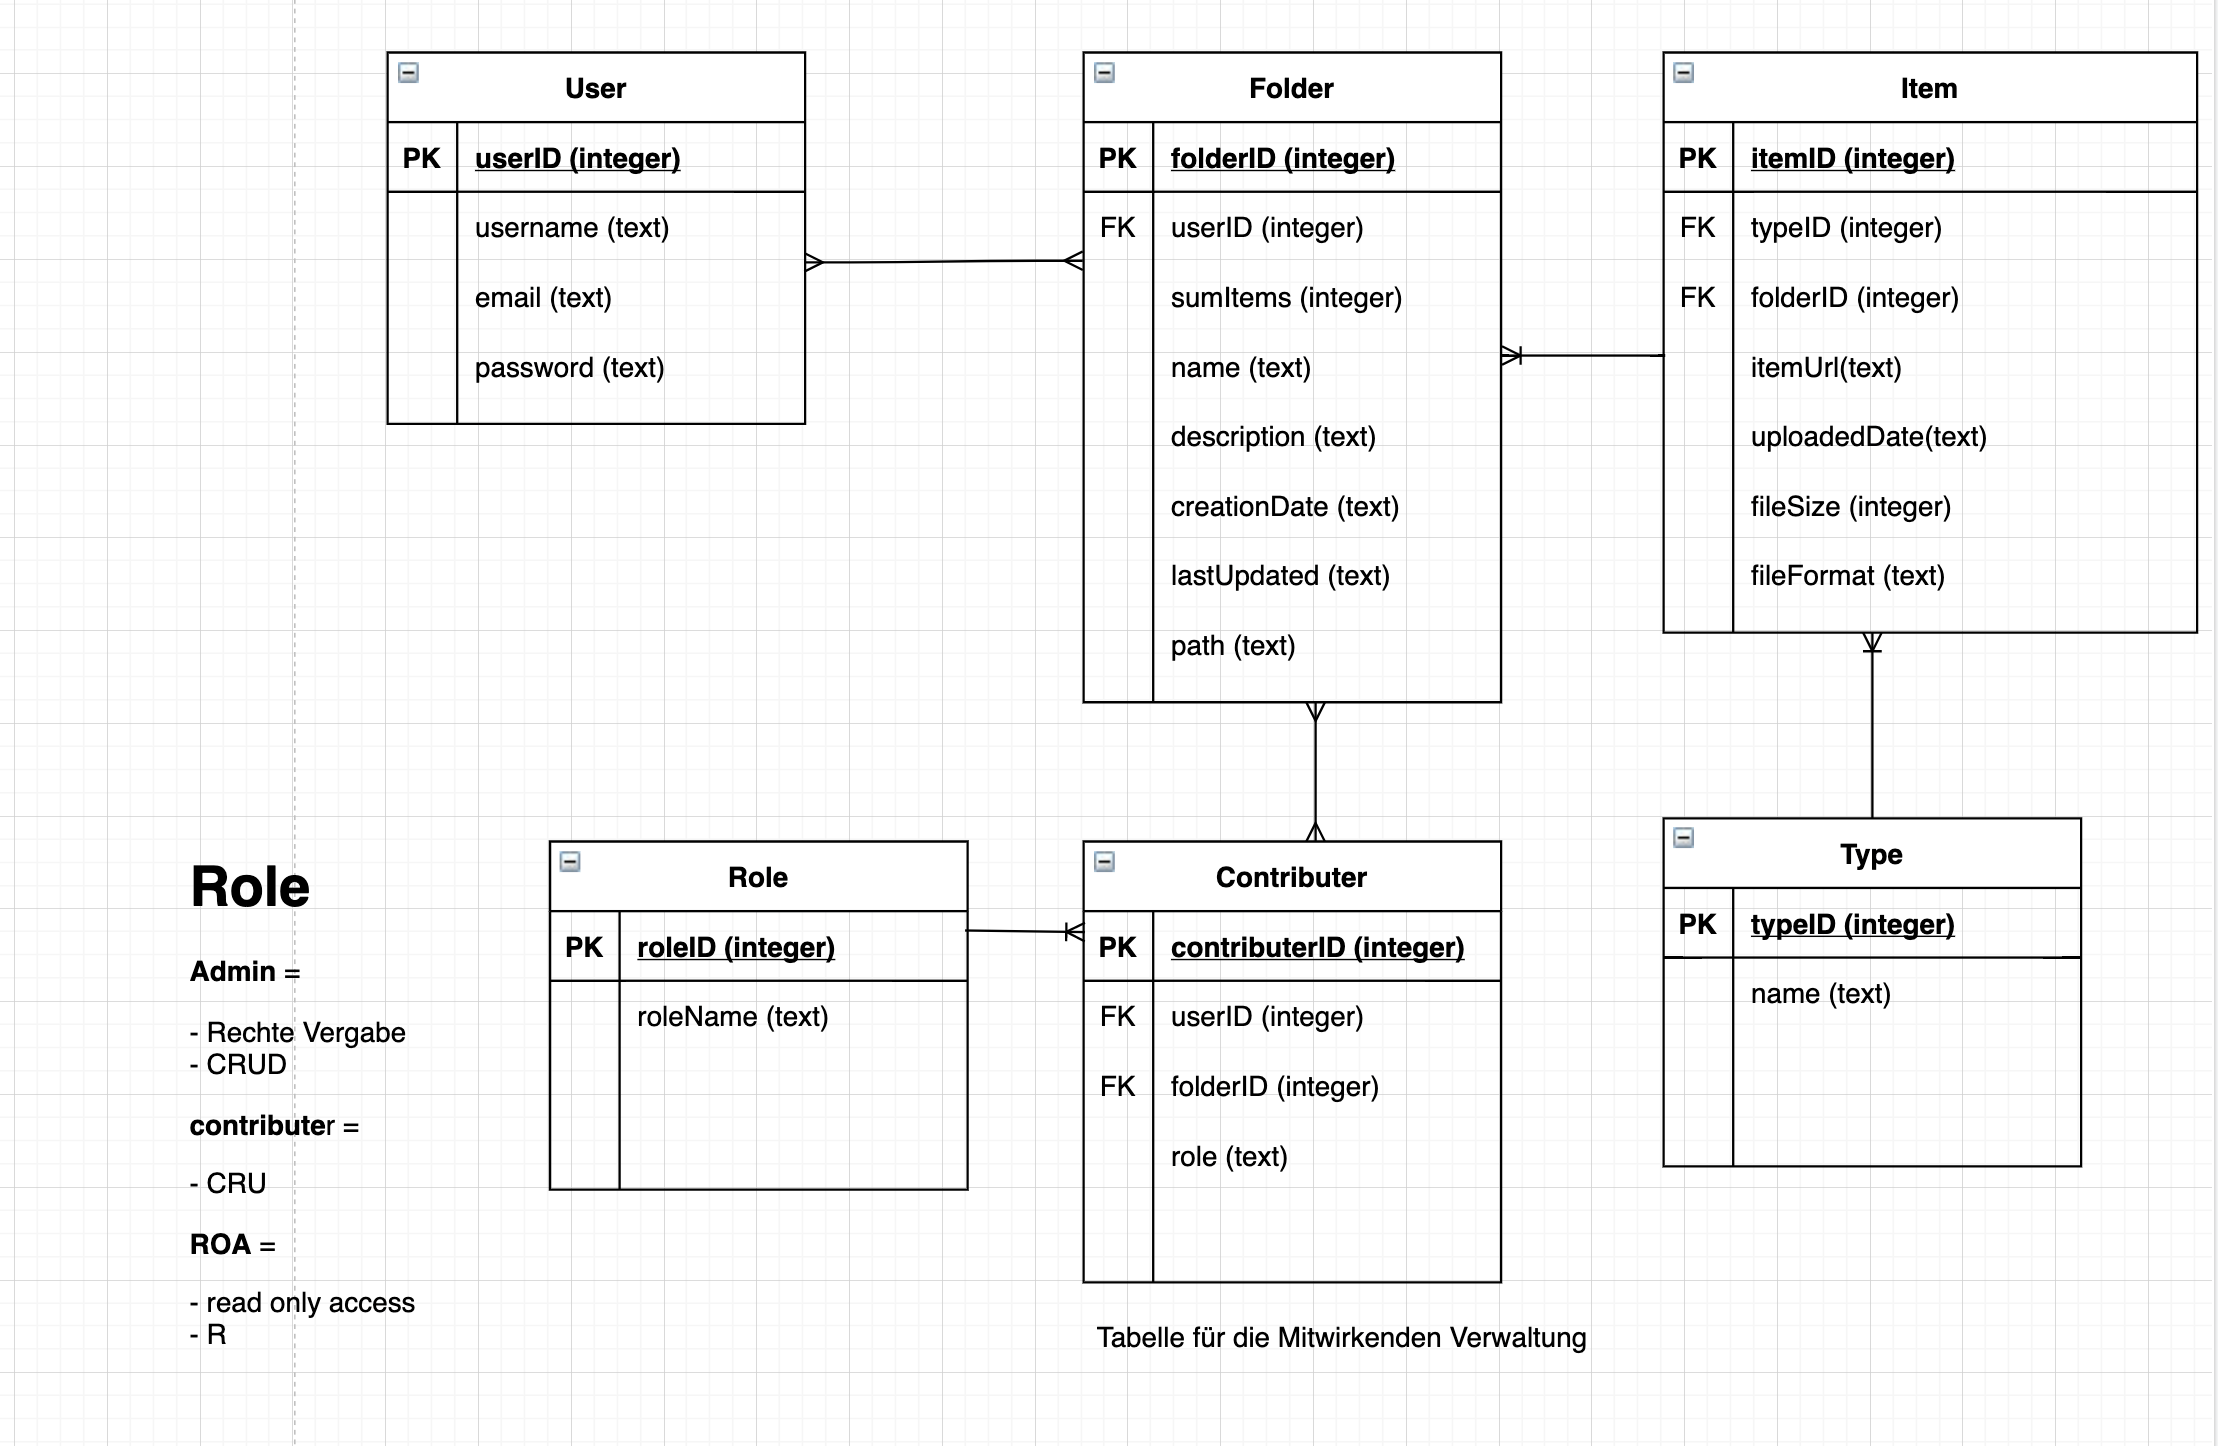 User
PK userID (integer)
username (text)
email (text)
password (text)
Folder
PK folderID (integer)
FK userID (integer)
sumItems (integer)
name (text)
description (text)
creationDate (text)
lastUpdated (text)
path (text)
Item
PK itemID (integer)
FK typeID (integer)
FK folderID (integer)
itemUrl(text)
uploadedDate(text)
fileSize (integer)
fileFormat (text)
Role
Admin =
- Rechte Vergabe
- CRUD
contributer =
- CRU
ROA =
- read only access
- R
Role
PK roleID (integer)
roleName (text)
Contributer
PK contributerID (integer)
FK userID (integer)
FK folderID (integer)
role (text)
Tabelle für die Mitwirkenden Verwaltung
Type
PK typeID (integer)
name (text)